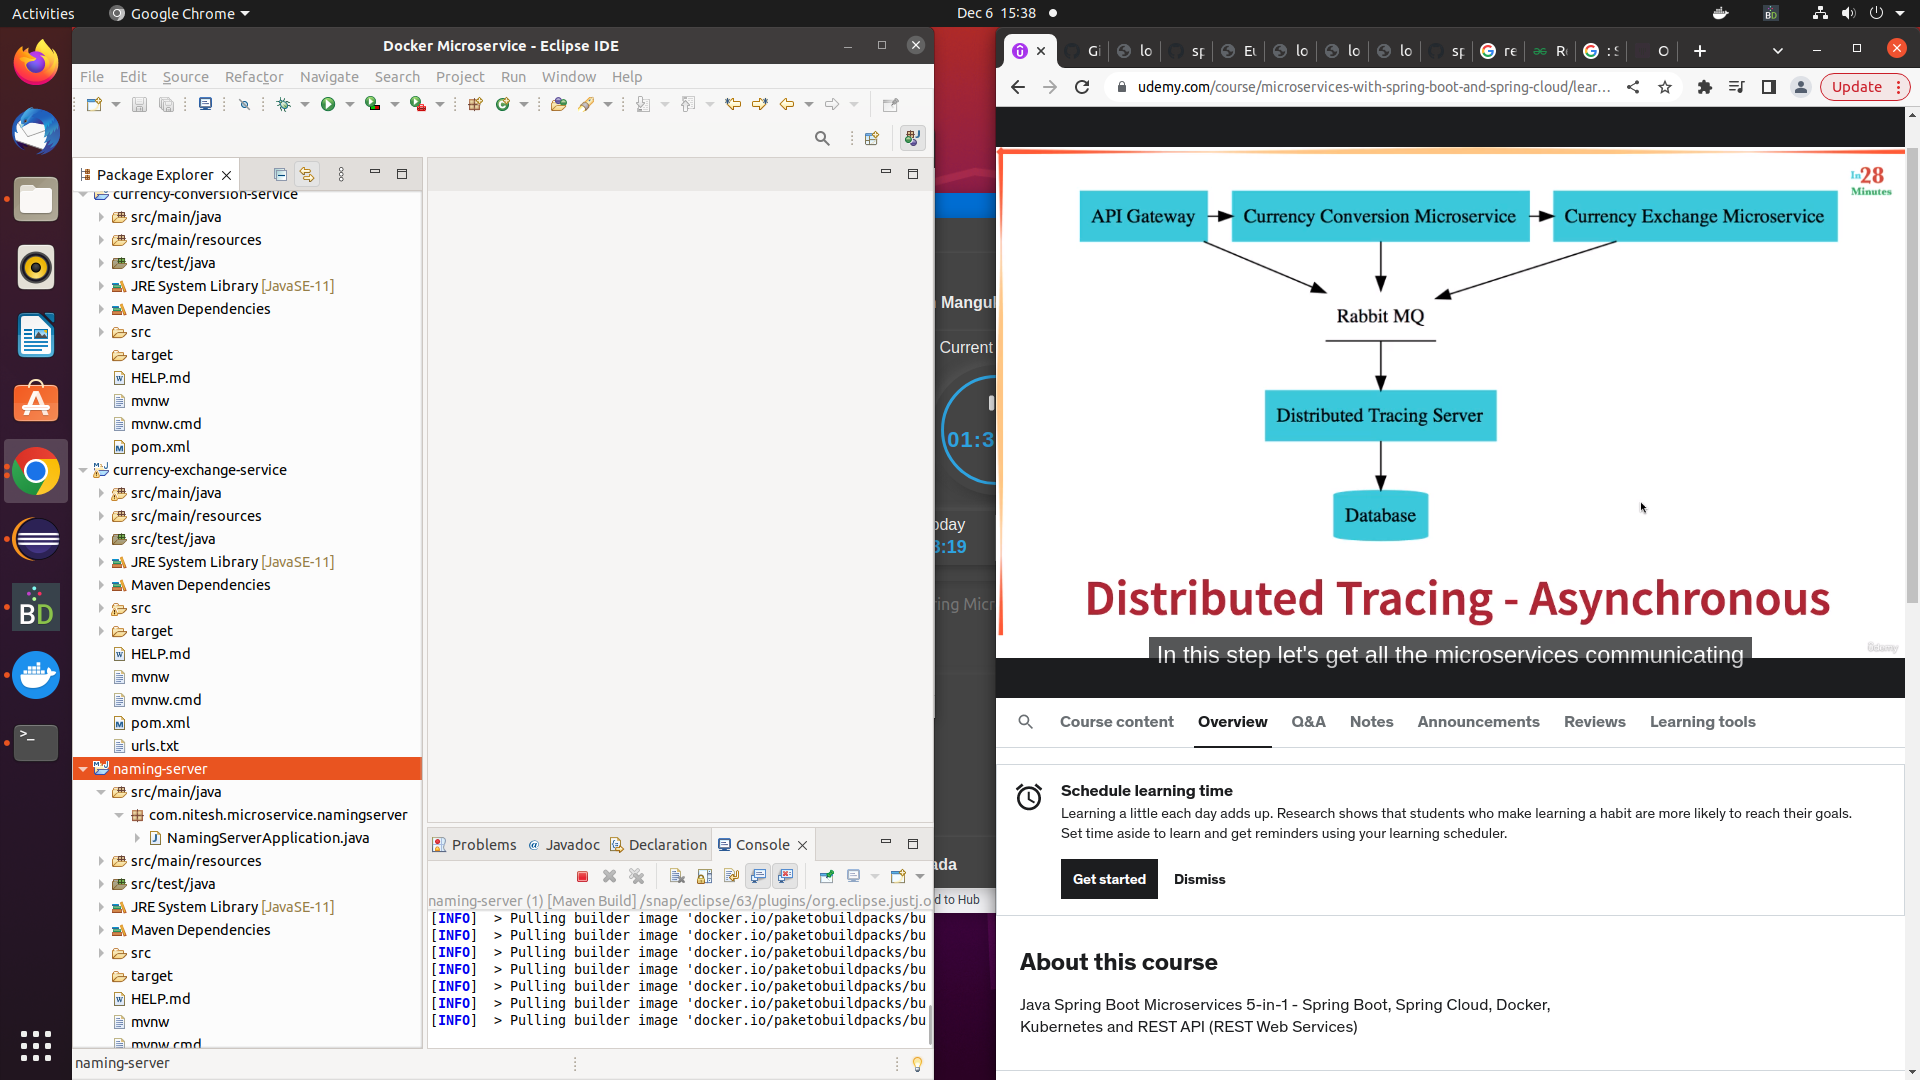 Activities
Google Chrome
Dec 6 15:38
Docker Microservice - Eclipse IDE
File Edit Source Refactor Navigate Search Project Run Window Help
Package Explorer
currency-conversion-service
src/main/java
src/main/resources
src/test/java
JRE System Library [JavaSE-11]
Maven Dependencies
src
target
HELP.md
mvnw
mvnw.cmd
pom.xml
currency-exchange-service
src/main/java
src/main/resources
src/test/java
JRE System Library [JavaSE-11]
Maven Dependencies
src
target
HELP.md
mvnw
mvnw.cmd
pom.xml
urls.txt
naming-server
src/main/java
com.nitesh.microservice.namingserver
NamingServerApplication.java
src/main/resources
src/test/java
JRE System Library [JavaSE-11]
Maven Dependencies
src
target
HELP.md
mvnw
mvnw.cmd
naming-server
Problems @ Javadoc Declaration Console
naming-server (1) [Maven Build] /snap/eclipse/63/plugins/org.eclipse.justj.o
[INFO] > Pulling builder image 'docker.io/paketobuildpacks/bu
[INFO] > Pulling builder image 'docker.io/paketobuildpacks/bu
[INFO] > Pulling builder image 'docker.io/paketobuildpacks/bu
[INFO] > Pulling builder image 'docker.io/paketobuildpacks/bu
[INFO] > Pulling builder image 'docker.io/paketobuildpacks/bu
[INFO] > Pulling builder image 'docker.io/paketobuildpacks/bu
[INFO] > Pulling builder image 'docker.io/paketobuildpacks/bu
Mangul
Current
01:3
oday
8:19
ring Micr
ada
d to Hub
Gi lo sp Eu lo lo lo sp re R : S O
udemy.com/course/microservices-with-spring-boot-and-spring-cloud/lear...
Update
In 28
Minutes
API Gateway
Currency Conversion Microservice
Currency Exchange Microservice
Rabbit MQ
Distributed Tracing Server
Database
Distributed Tracing - Asynchronous
In this step let's get all the microservices communicating
Udemy
Course content Overview Q&A Notes Announcements Reviews Learning tools
Schedule learning time
Learning a little each day adds up. Research shows that students who make learning a habit are more likely to reach their goals.
Set time aside to learn and get reminders using your learning scheduler.
Get started
Dismiss
About this course
Java Spring Boot Microservices 5-in-1 - Spring Boot, Spring Cloud, Docker,
Kubernetes and REST API (REST Web Services)